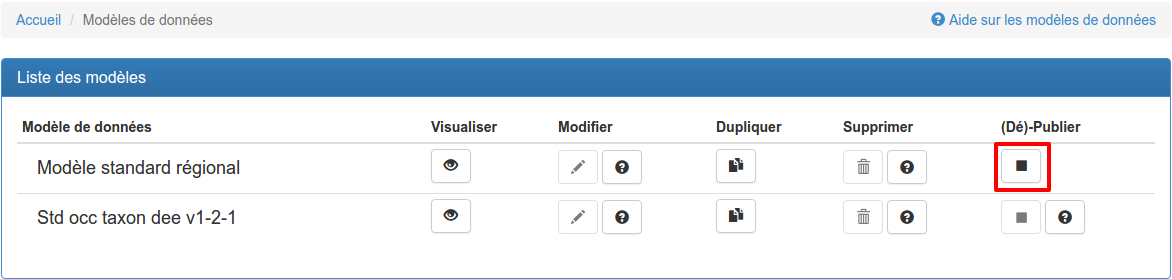 Accueil / Modèles de données
Aide sur les modèles de données
Liste des modèles
Modèle de données Visualiser Modifier Dupliquer Supprimer (Dé)-Publier
Modèle standard régional
Std occ taxon dee v1-2-1